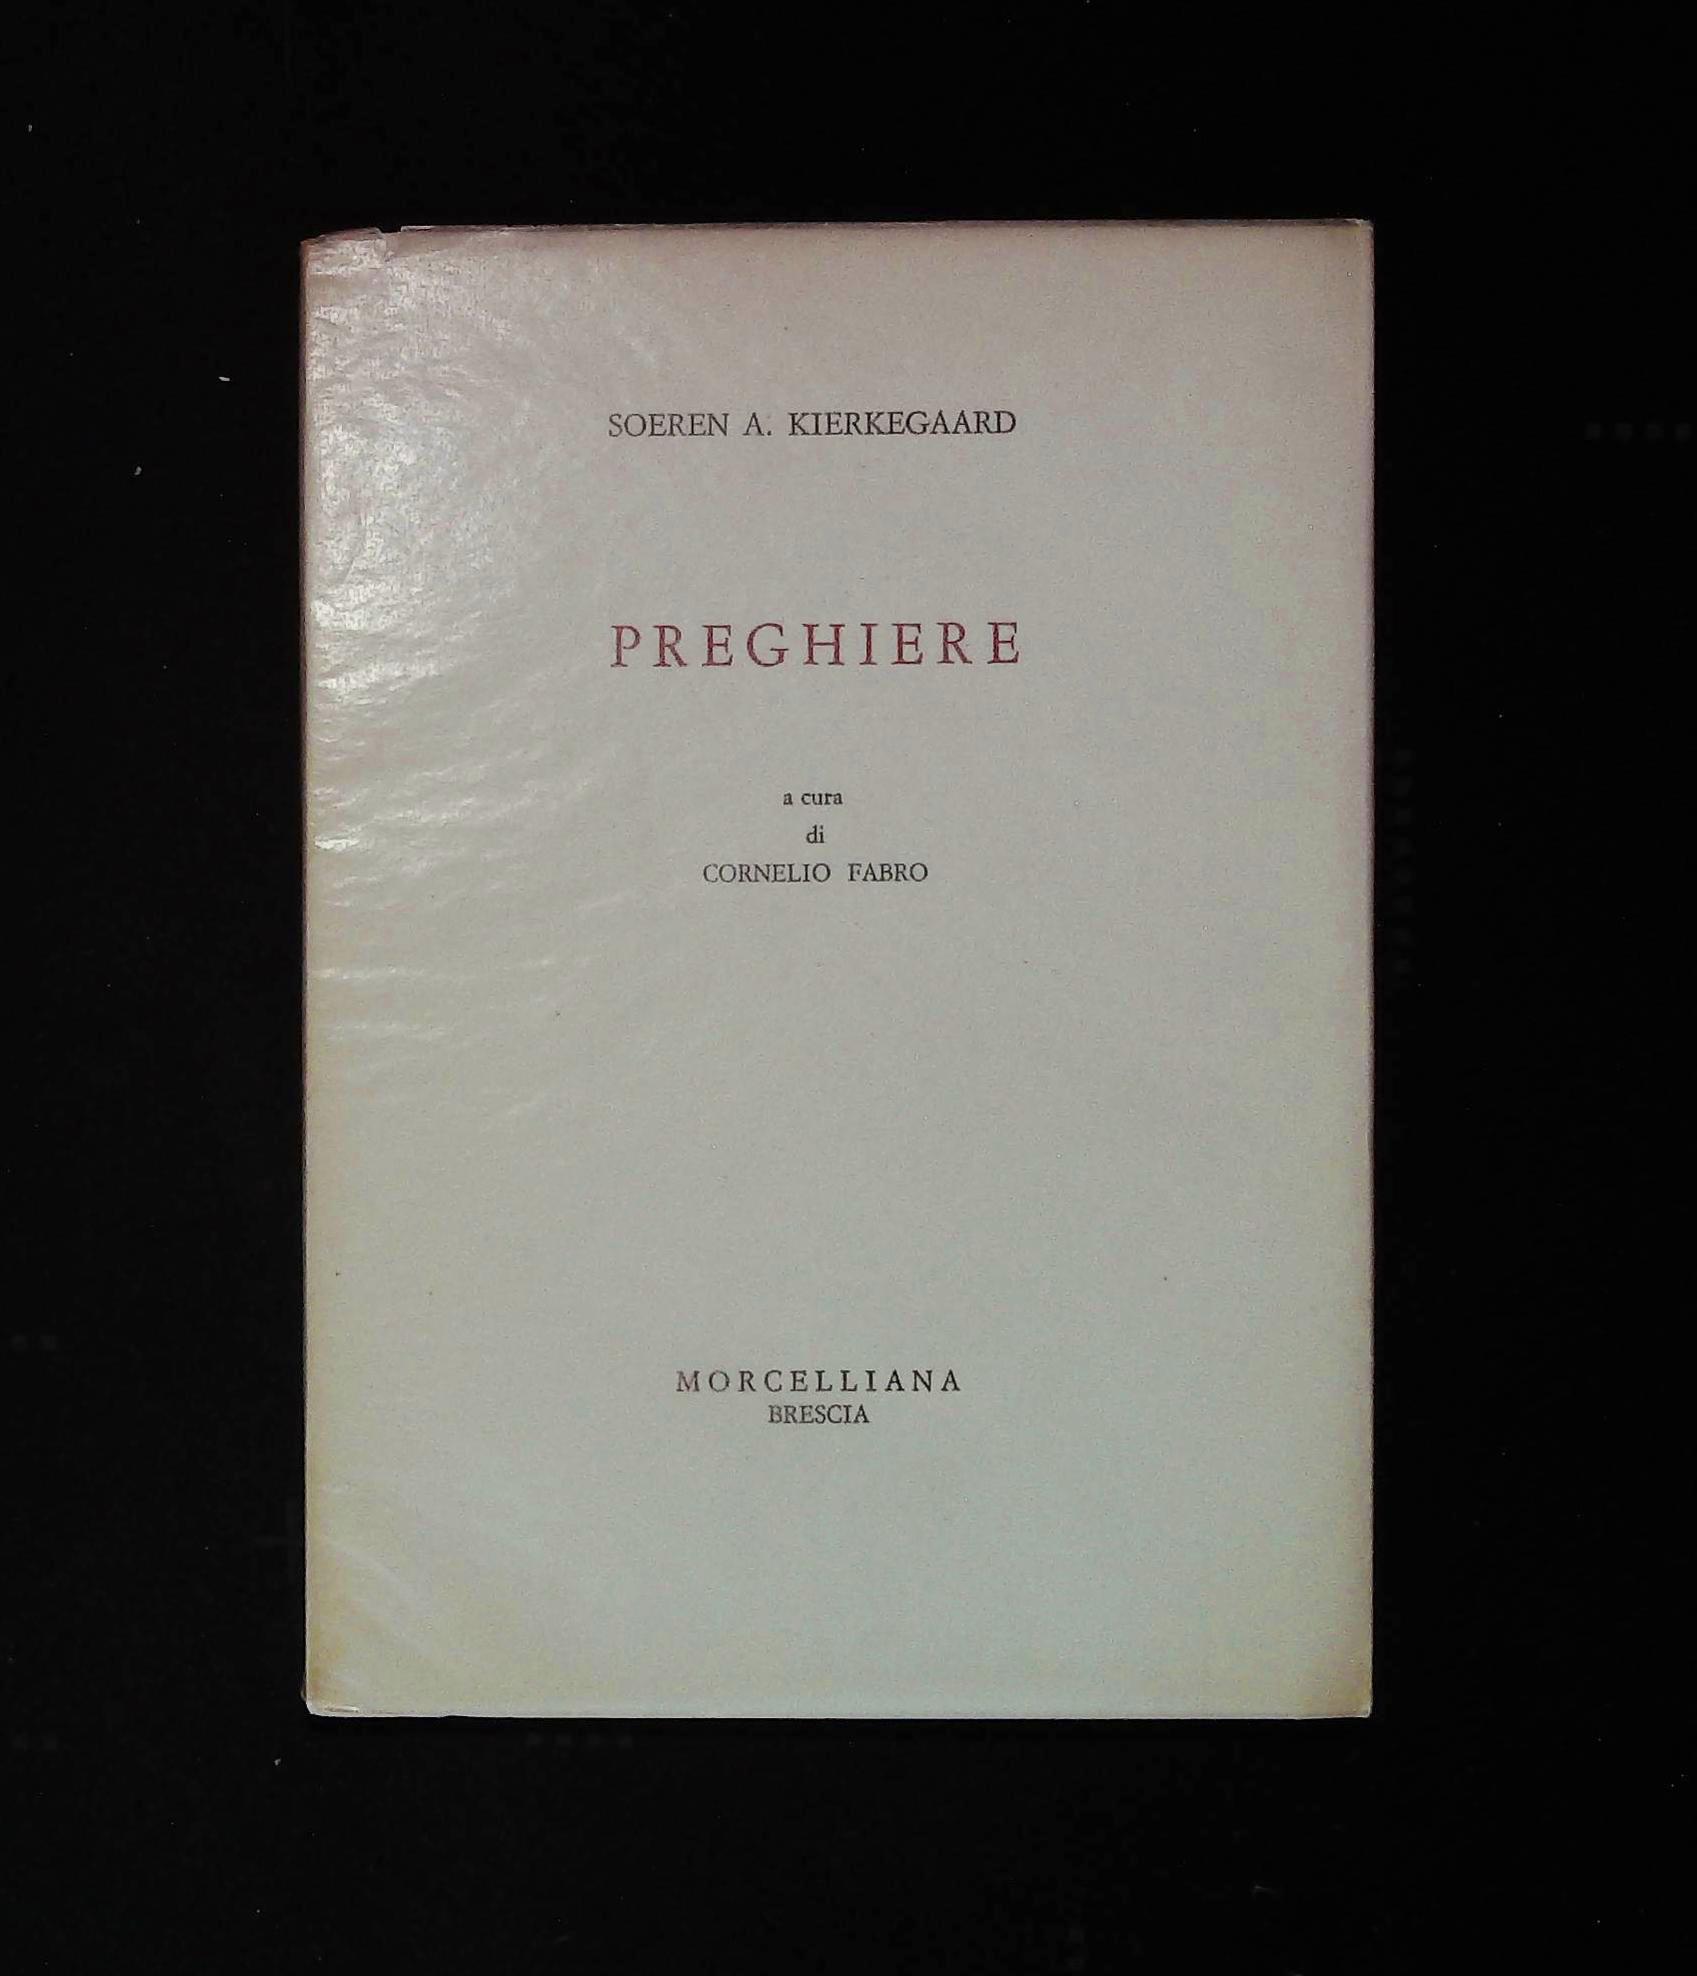 SOEREN A. KIERKEGAARD
PREGHIERE
a cura
di
CORNELIO FABRO
MORCELLIANA
BRESCIA